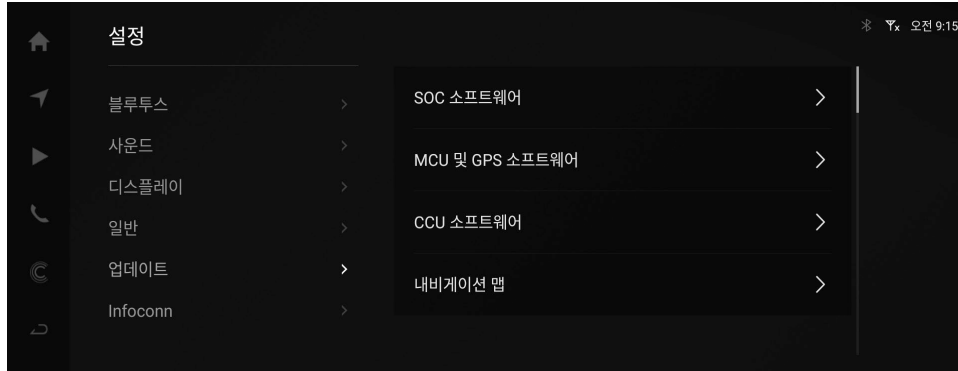 설정
오전 9:15
블루투스
사운드
디스플레이
일반
업데이트
Infoconn
SOC 소프트웨어
MCU 및 GPS 소프트웨어
CCU 소프트웨어
내비게이션 맵